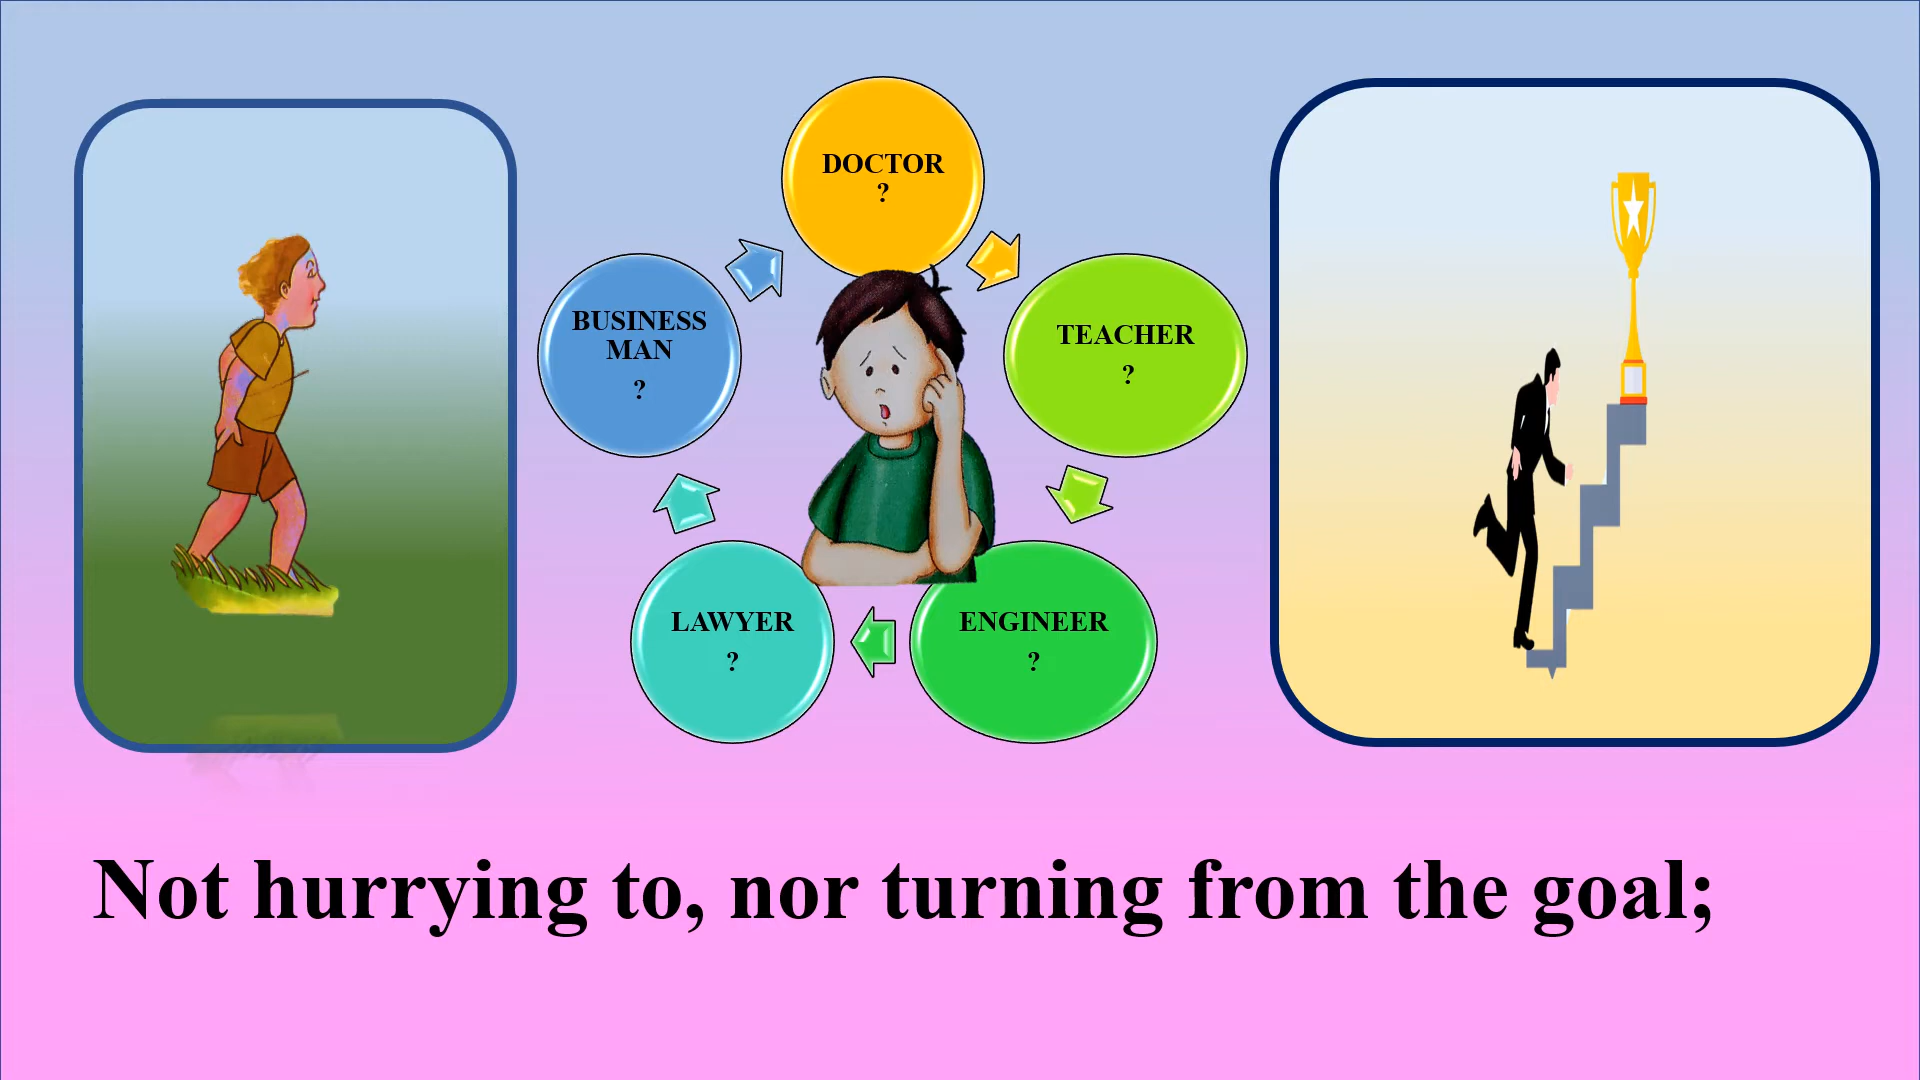 DOCTOR
?
BUSINESS
MAN
?
TEACHER
?
LAWYER
?
ENGINEER
?
Not hurrying to, nor turning from the goal;